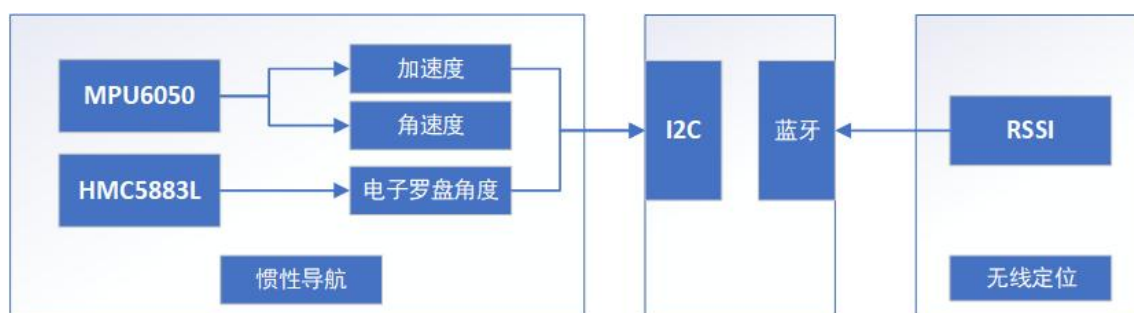 MPU6050
加速度
角速度
HMC5883L
电子罗盘角度
惯性导航
I2C
蓝牙
RSSI
无线定位